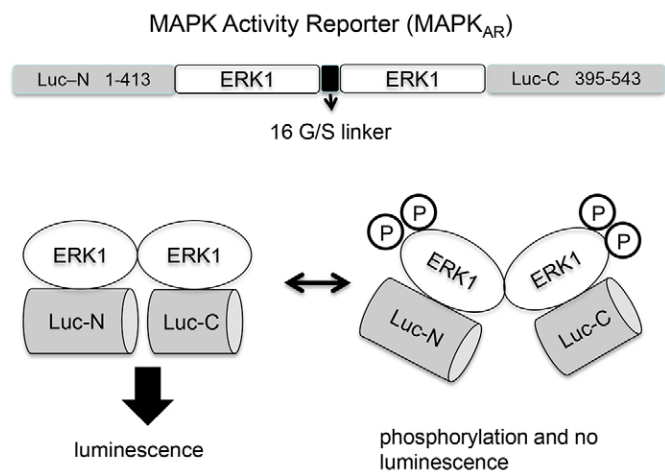 MAPK Activity Reporter (MAPKAR)
Luc–N 1-413 ERK1 ERK1 Luc-C 395-543
16 G/S linker
P P P P
ERK1 ERK1 ERK1 ERK1
Luc-N Luc-C Luc-N Luc-C
luminescence
phosphorylation and no
luminescence